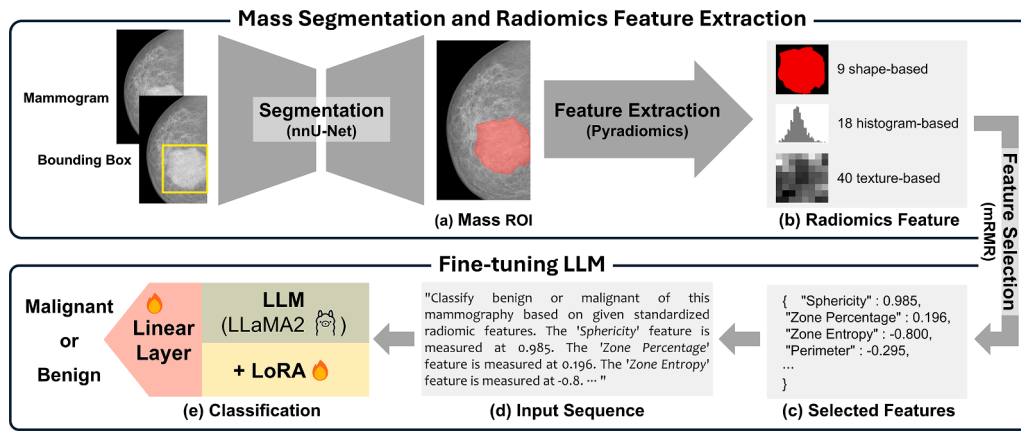 Mass Segmentation and Radiomics Feature Extraction
Mammogram
Bounding Box
Segmentation
(nnU-Net)
(a) Mass ROI
Feature Extraction
(Pyradiomics)
9 shape-based
18 histogram-based
40 texture-based
(b) Radiomics Feature
Feature Selection
(mRMR)
Fine-tuning LLM
Malignant
or
Benign
Linear
Layer
LLM
(LLaMA2 )
+ LoRA
(e) Classification
"Classify benign or malignant of this
mammography based on given standardized
radiomic features. The 'Sphericity' feature is
measured at 0.985. The 'Zone Percentage'
feature is measured at 0.196. The 'Zone Entropy'
feature is measured at -0.8. ... "
(d) Input Sequence
{ "Sphericity" : 0.985,
"Zone Percentage" : 0.196,
"Zone Entropy" : -0.800,
"Perimeter" : -0.295,
...
}
(c) Selected Features